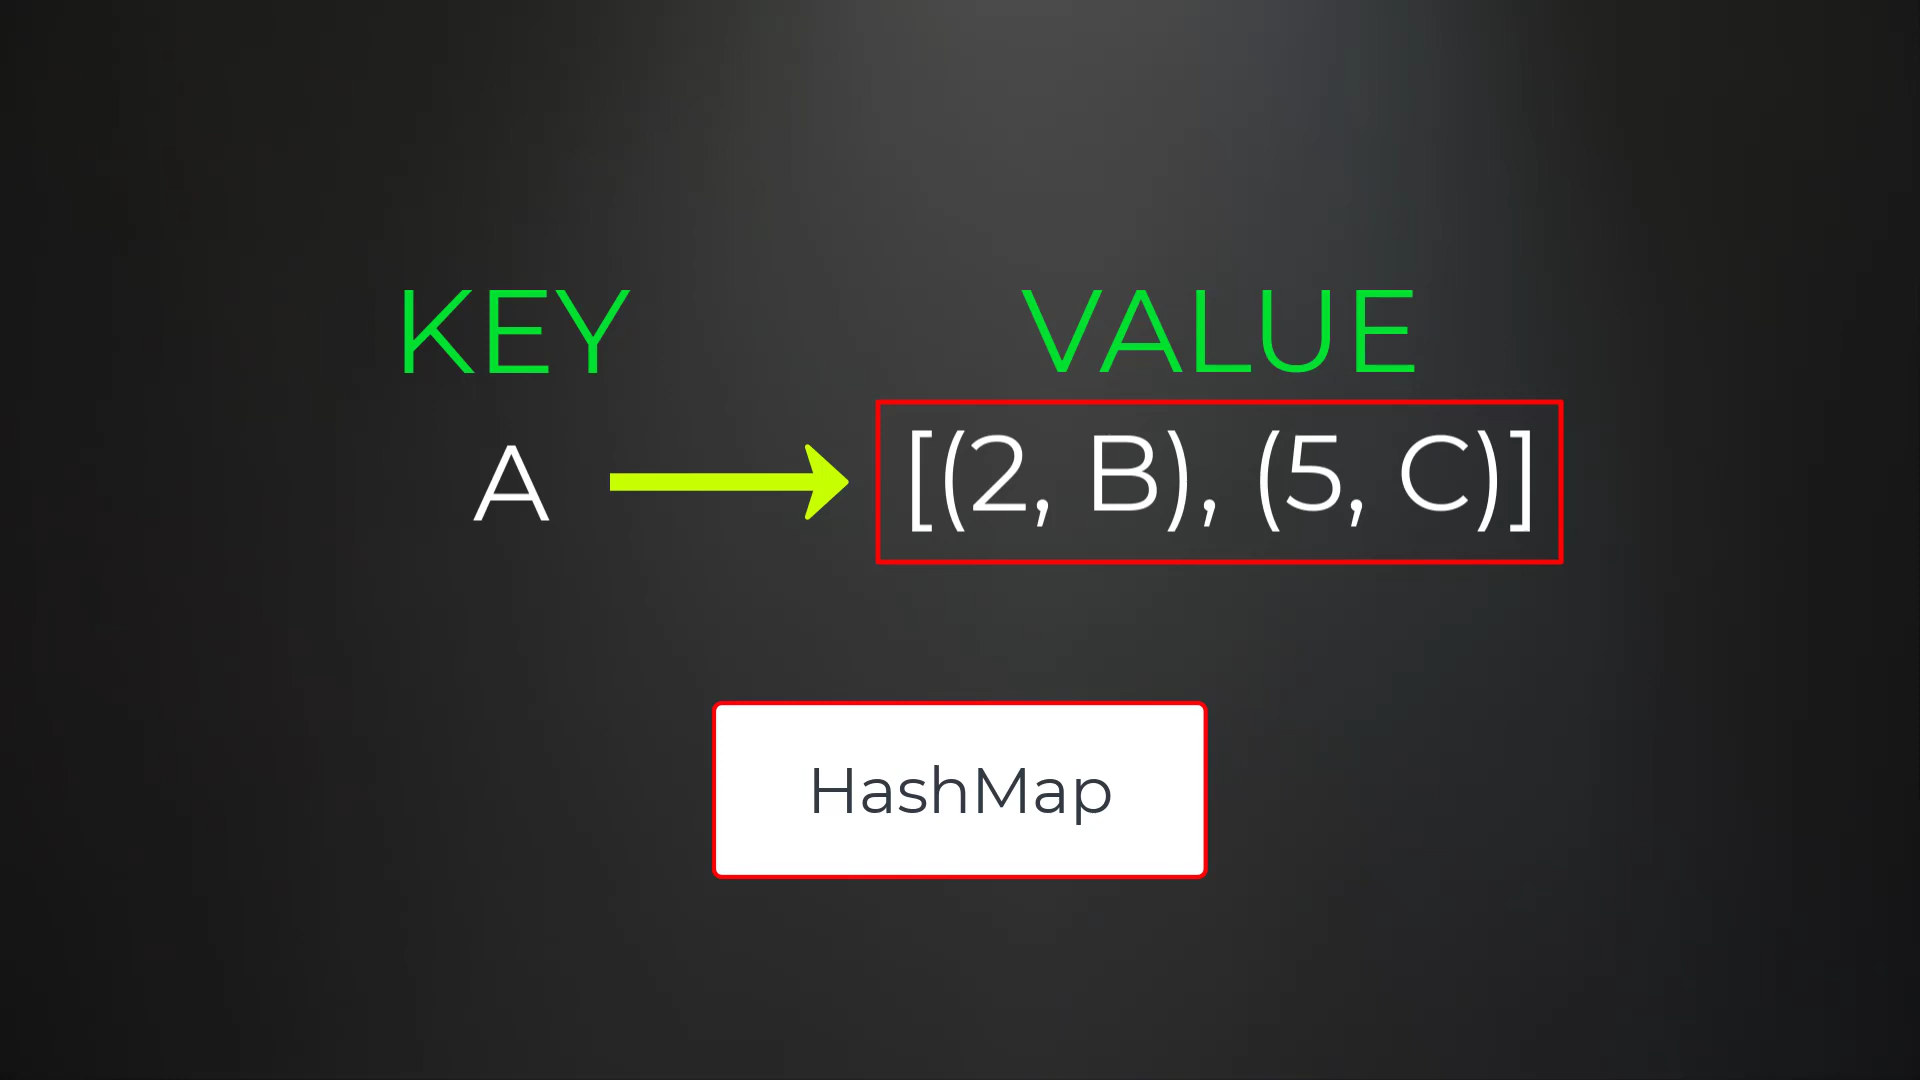 KEY VALUE
A [(2, B), (5, C)]
HashMap